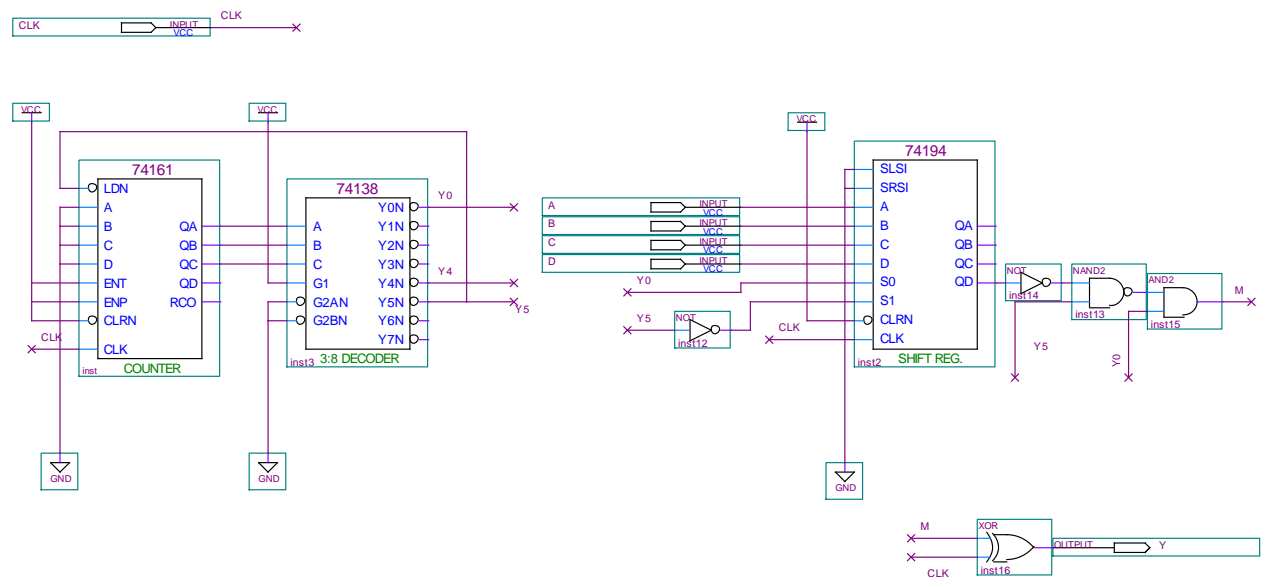 CLK INPUT VCC CLK
VCC
VCC
VCC
74161
LDN
A
B
C
D
ENT
ENP
CLRN
CLK
QA
QB
QC
QD
RCO
inst
COUNTER
CLK
GND
74138
A
B
C
G1
G2AN
G2BN
Y0N
Y1N
Y2N
Y3N
Y4N
Y5N
Y6N
Y7N
inst3
3:8 DECODER
Y0
Y4
Y5
GND
A INPUT VCC
B INPUT VCC
C INPUT VCC
D INPUT VCC
Y0
Y5
NOT
inst12
CLK
74194
SLSI
SRSI
A
B
C
D
S0
S1
CLRN
CLK
QA
QB
QC
QD
inst2
SHIFT REG.
GND
NOT
inst14
NAND2
inst13
AND2
inst15
M
Y5
Y0
M
CLK
XOR
inst16
OUTPUT Y